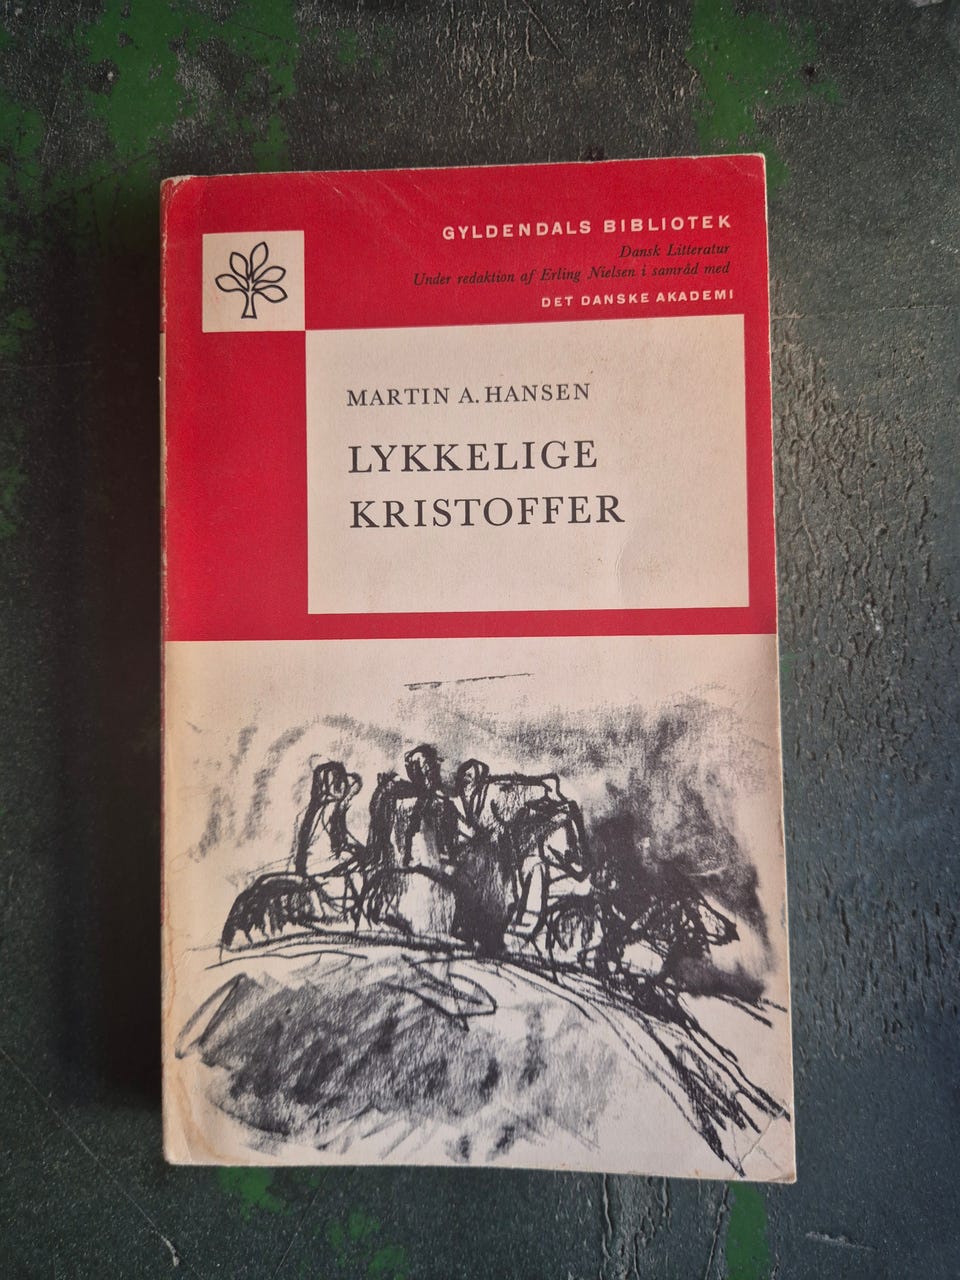 GYLDENDALS BIBLIOTEK
Dansk Litteratur
Under redaktion af Erling Nielsen i samråd med
DET DANSKE AKADEMI
MARTIN A. HANSEN
LYKKELIGE
KRISTOFFER